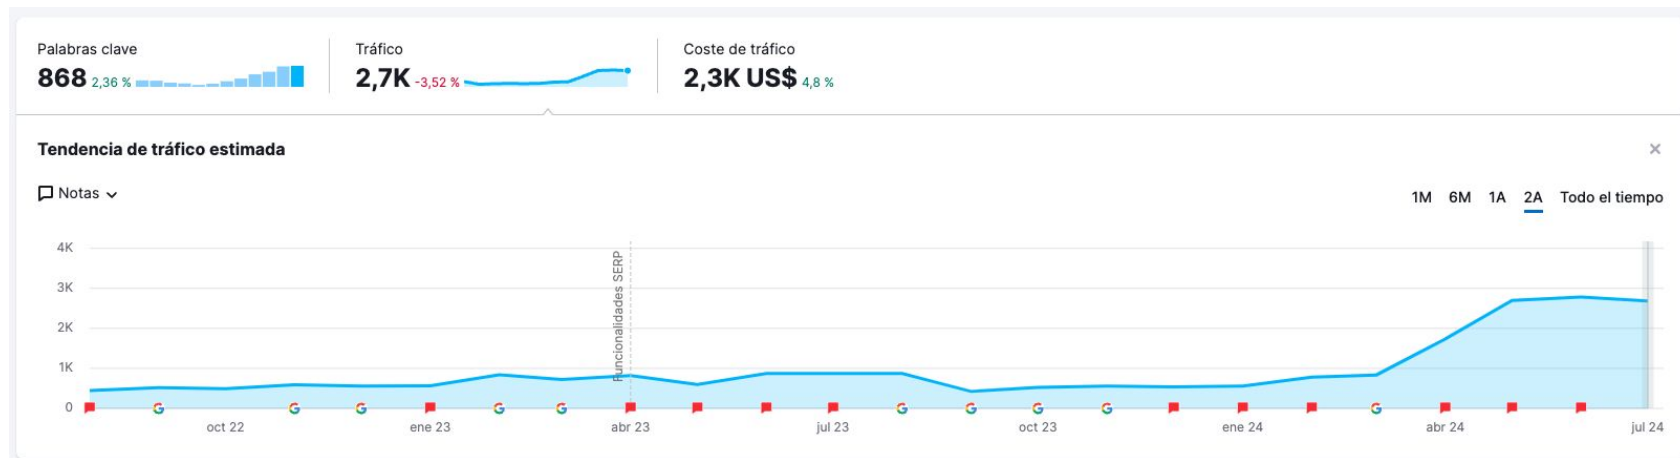 Palabras clave
868 2,36 %
Tráfico
2,7K -3,52 %
Coste de tráfico
2,3K US$ 4,8 %
Tendencia de tráfico estimada
Notas
1M 6M 1A 2A Todo el tiempo
4K
3K
2K
1K
0
Funcionalidades SERP
oct 22 ene 23 abr 23 jul 23 oct 23 ene 24 abr 24 jul 24